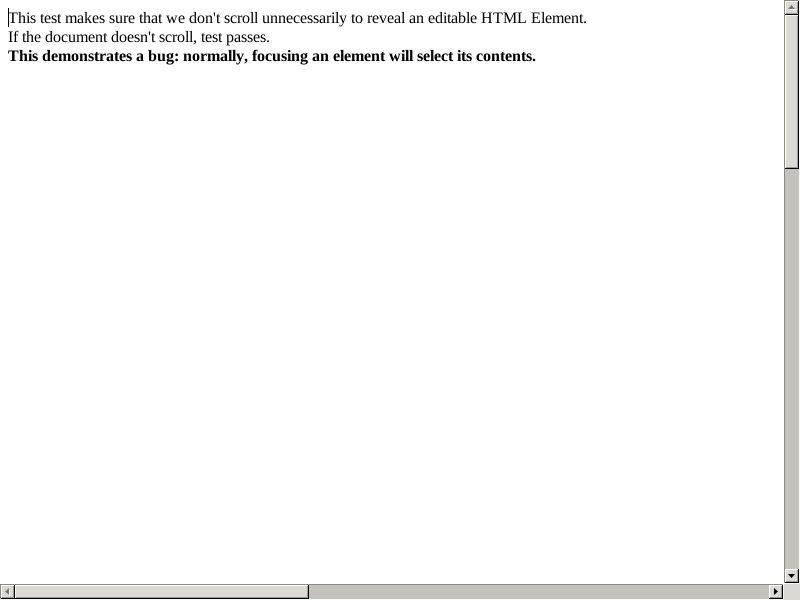 This test makes sure that we don't scroll unnecessarily to reveal an editable HTML Element.
If the document doesn't scroll, test passes.
This demonstrates a bug: normally, focusing an element will select its contents.